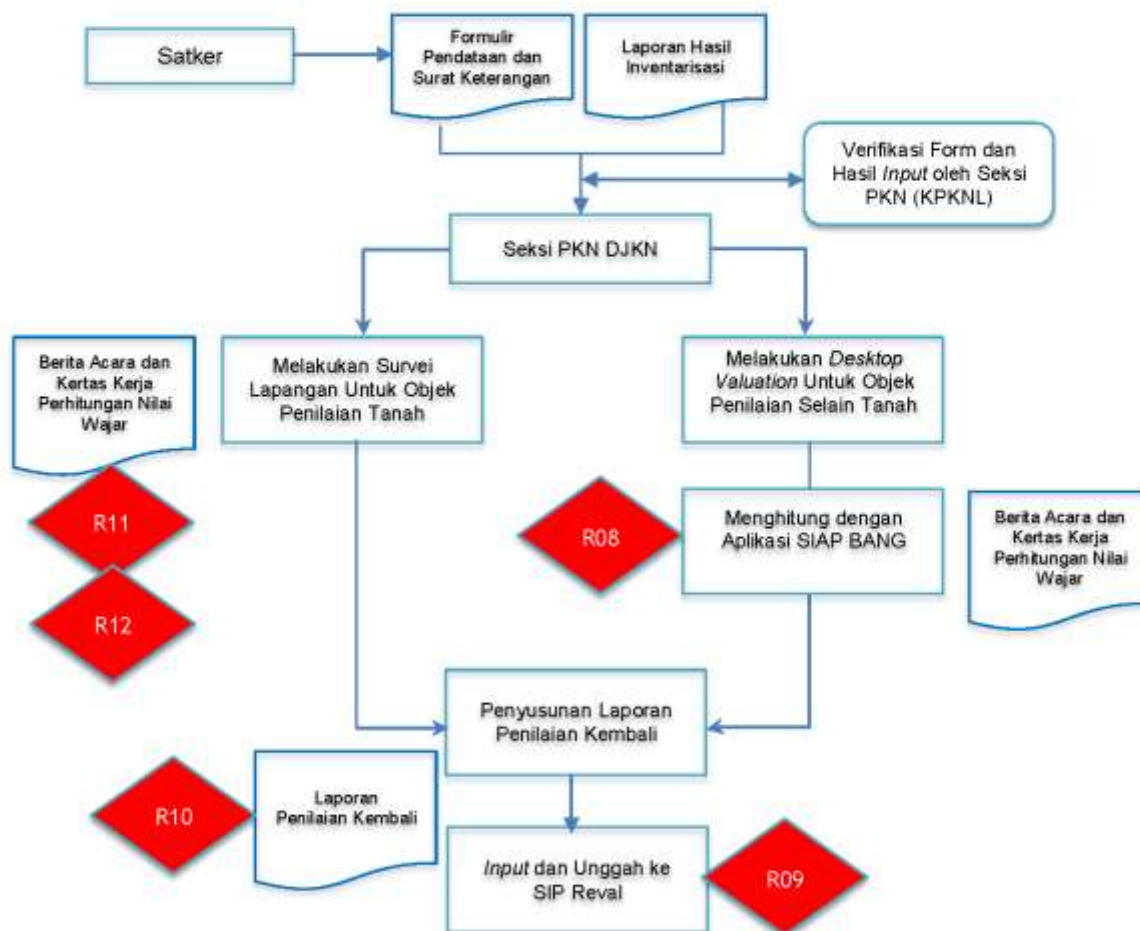 Satker
Formulir
Pendataan dan
Surat Keterangan
Laporan Hasil
Inventarisasi
Verifikasi Form dan
Hasil Input oleh Seksi
PKN (KPKNL)
Seksi PKN DJKN
Berita Acara dan
Kertas Kerja
Perhitungan Nilai
Wajar
Melakukan Survei
Lapangan Untuk Objek
Penilaian Tanah
Melakukan Desktop
Valuation Untuk Objek
Penilaian Selain Tanah
R11
R12
R08
Menghitung dengan
Aplikasi SIAP BANG
Berita Acara dan
Kertas Kerja
Perhitungan Nilai
Wajar
Penyusunan Laporan
Penilaian Kembali
R10
Laporan
Penilaian Kembali
Input dan Unggah ke
SIP Reval
R09